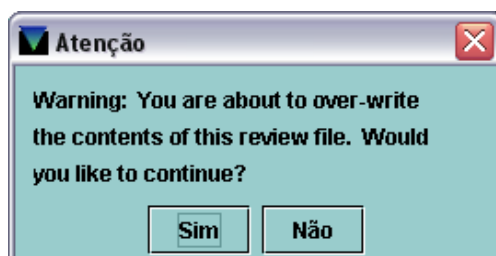 Atenção
Warning: You are about to over-write
the contents of this review file. Would
you like to continue?
Sim Não